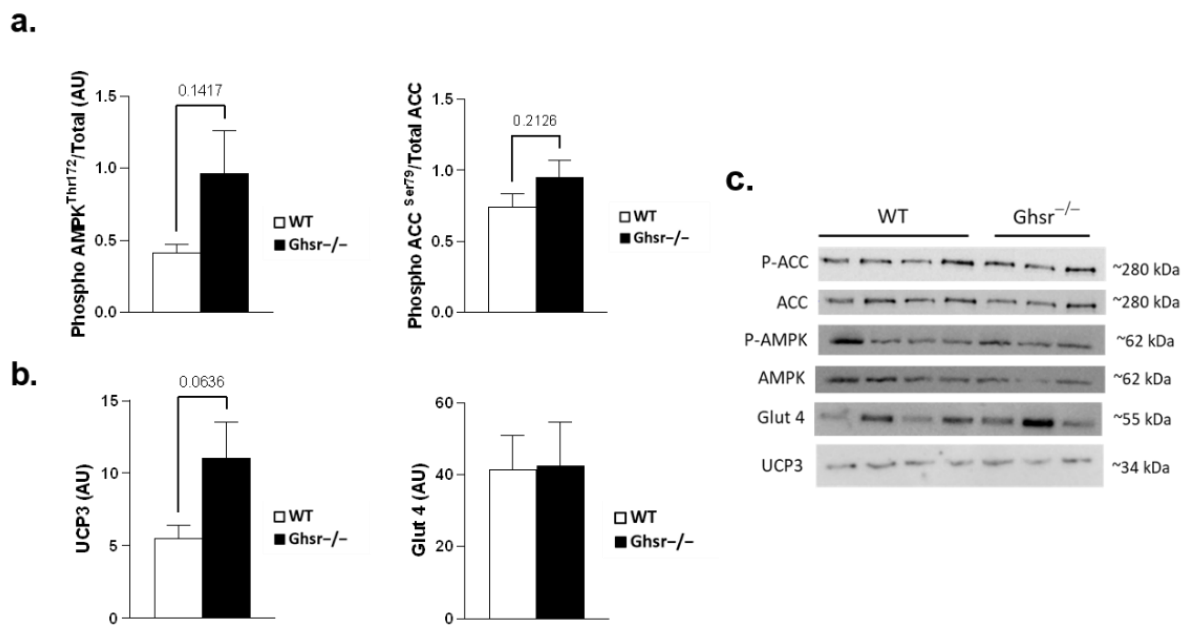 a.
Phospho AMPK^Thr172/Total (AU)
1.5
1.0
0.5
0.0
0.1417
WT
Ghsr−/−
Phospho ACC ^Ser79/Total ACC
1.5
1.0
0.5
0.0
0.2126
WT
Ghsr−/−
b.
UCP3 (AU)
15
10
5
0
0.0636
WT
Ghsr−/−
Glut 4 (AU)
60
40
20
0
WT
Ghsr−/−
c.
WT Ghsr^−/−
P-ACC ~280 kDa
ACC ~280 kDa
P-AMPK ~62 kDa
AMPK ~62 kDa
Glut 4 ~55 kDa
UCP3 ~34 kDa